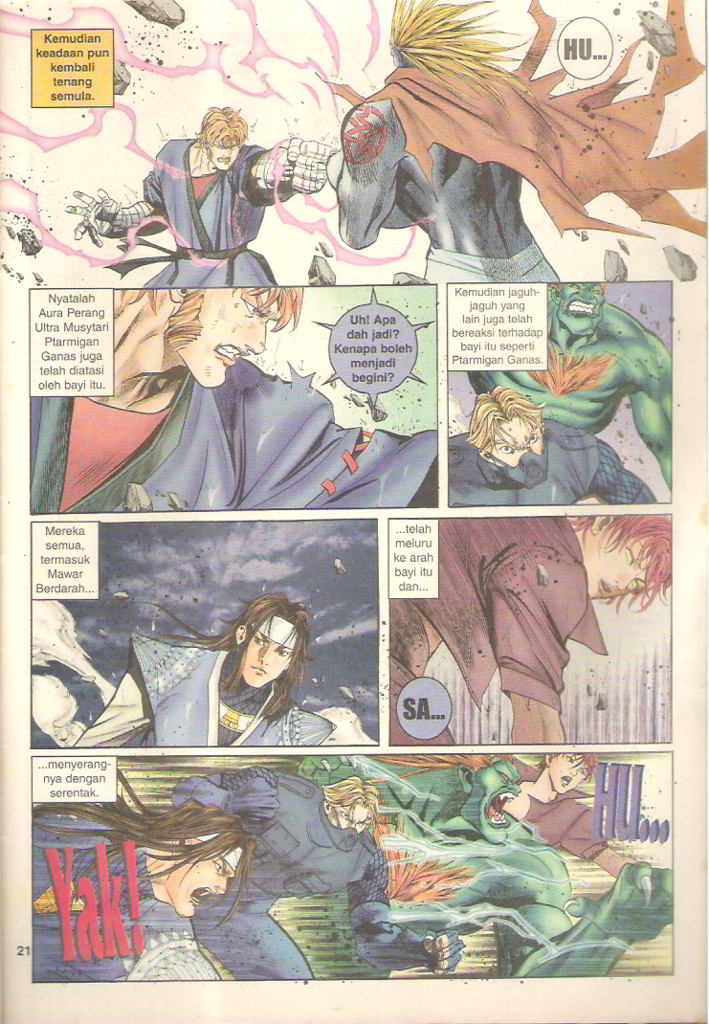 Kemudian
keadaan pun
kembali
tenang
semula.
HU...
Nyatalah
Aura Perang
Ultra Musytari
Ptarmigan
Ganas juga
telah diatasi
oleh bayi itu.
Uh! Apa
dah jadi?
Kenapa boleh
menjadi
begini?
Kemudian jaguh-
jaguh yang
lain juga telah
bereaksi terhadap
bayi itu seperti
Ptarmigan Ganas.
Mereka
semua,
termasuk
Mawar
Berdarah...
...telah
meluru
ke arah
bayi itu
dan...
SA...
...menyerang-
nya dengan
serentak.
HU...
Yak!
21